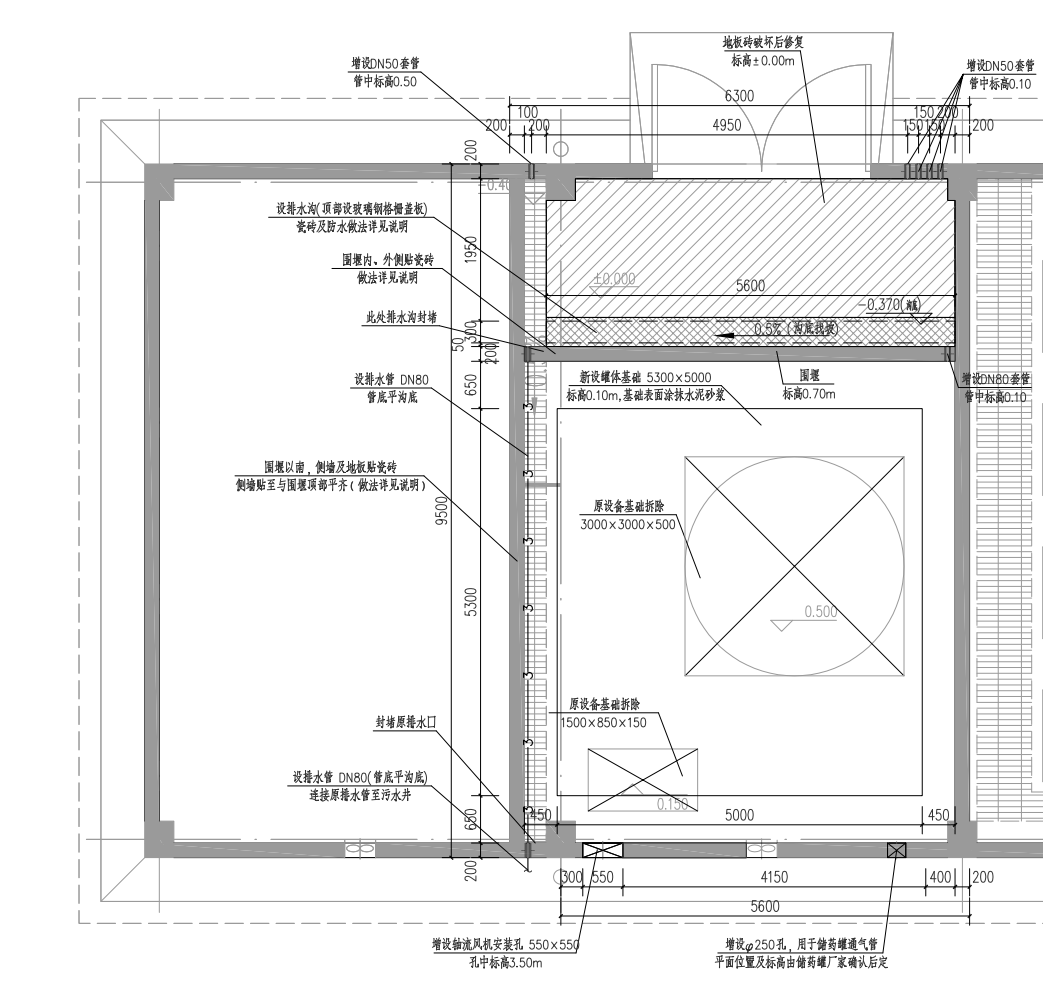 地板砖破坏后修复
标高±0.00m
增设DN50套管
管中标高0.50
增设DN50套管
管中标高0.10
6300
100
150 200
200
200
4950
150 150
200
200
-0.40
设排水沟(顶部设玻璃钢格栅盖板)
瓷砖及防水做法详见说明
1950
围堰内、外侧贴瓷砖
做法详见说明
±0.000
5600
-0.370(沟底)
此处排水沟封堵
300
50
200
0.5% (沟底找坡)
设排水管 DN80
管底平沟底
650
新设罐体基础 5300×5000
标高0.10m,基础表面涂抹水泥砂浆
围堰
标高0.70m
增设DN80套管
管中标高0.10
围堰以南，侧墙及地板贴瓷砖
侧墙贴至与围堰顶部平齐(做法详见说明)
9500
原设备基础拆除
3000×3000×500
5300
0.500
原设备基础拆除
1500×850×150
封堵原排水口
设排水管 DN80(管底平沟底)
连接原排水管至污水井
0.150
650
450
5000
450
200
300
550
4150
400
200
5600
增设轴流风机安装孔 550×550
孔中标高3.50m
增设φ250孔，用于储药罐通气管
平面位置及标高由储药罐厂家确认后定